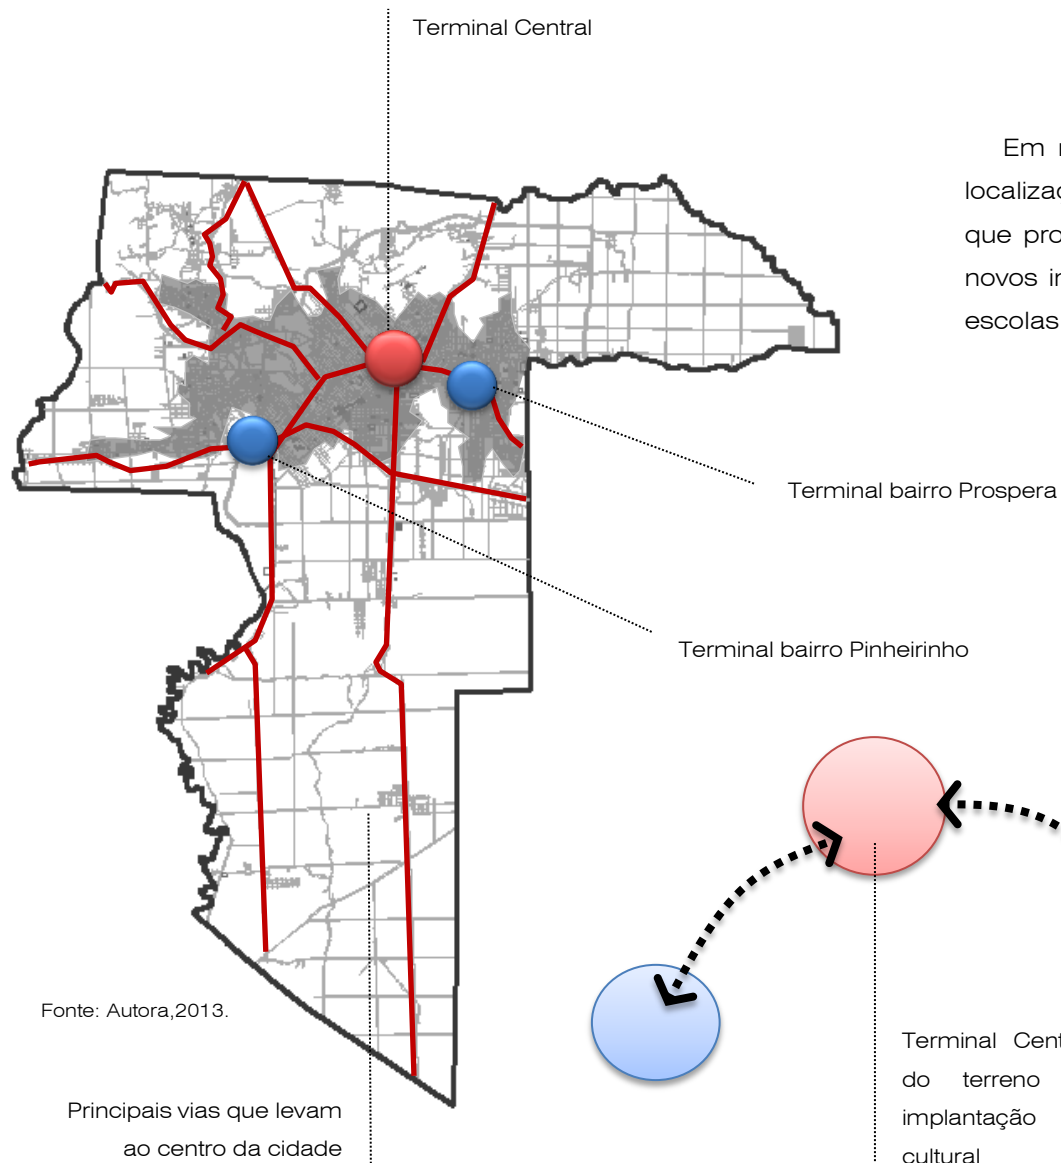 Terminal Central
Em
localizad
que pro
novos in
escolas
Terminal bairro Prospera
Terminal bairro Pinheirinho
Fonte: Autora,2013.
Terminal Cent
do terreno
implantação
cultural
Principais vias que levam
ao centro da cidade